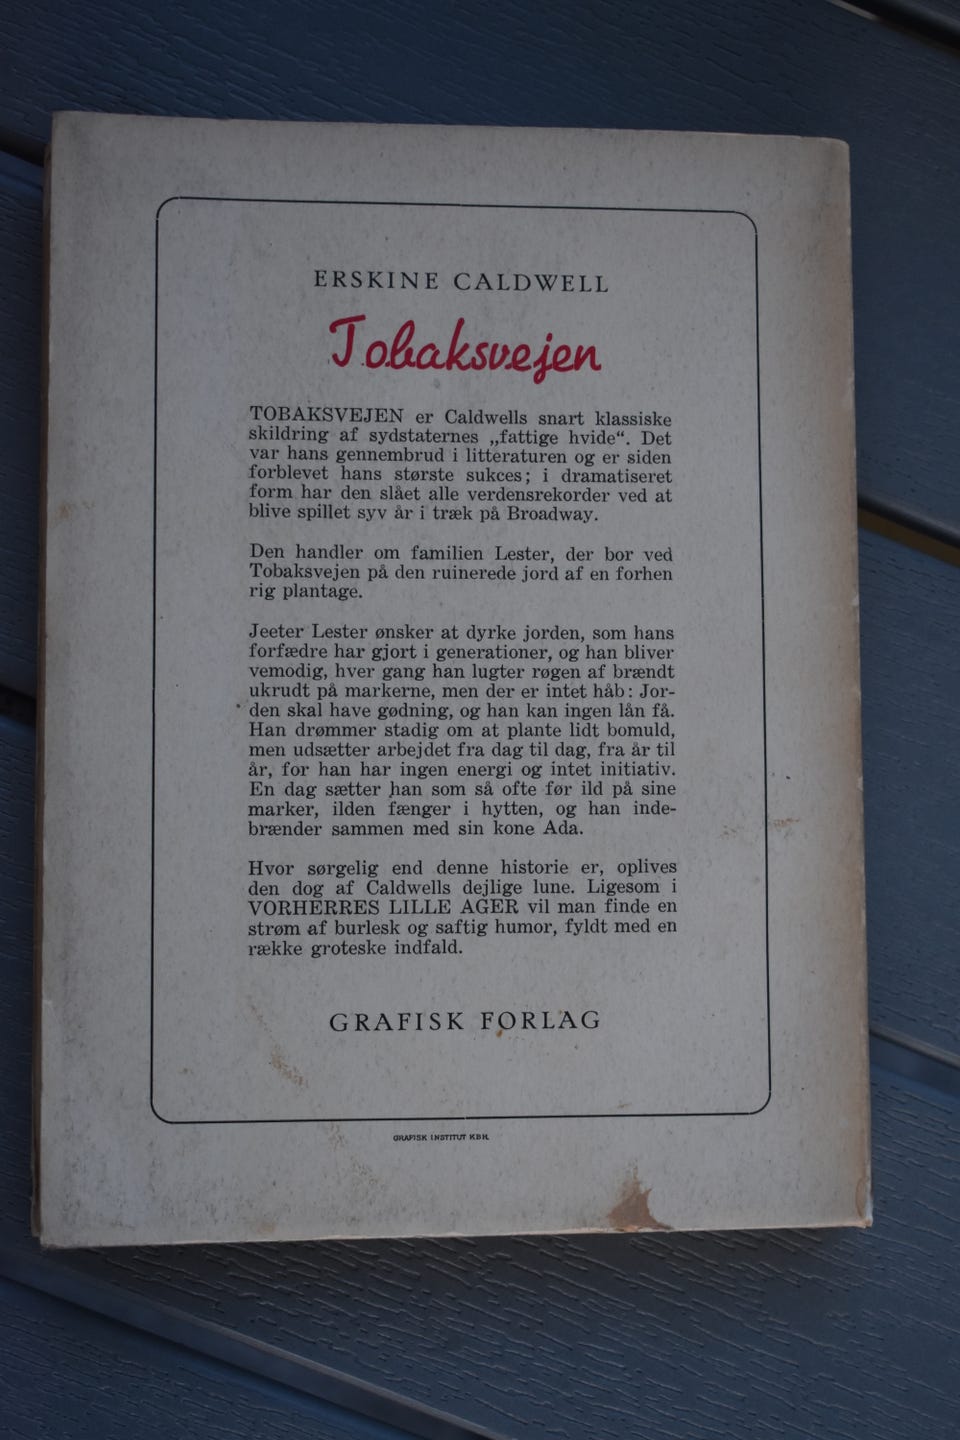 ERSKINE CALDWELL
Tobaksvejen
TOBAKSVEJEN er Caldwells snart klassiske
skildring af sydstaternes „fattige hvide“. Det
var hans gennembrud i litteraturen og er siden
forblevet hans største sukces; i dramatiseret
form har den slået alle verdensrekorder ved at
blive spillet syv år i træk på Broadway.
Den handler om familien Lester, der bor ved
Tobaksvejen på den ruinerede jord af en forhen
rig plantage.
Jeeter Lester ønsker at dyrke jorden, som hans
forfædre har gjort i generationer, og han bliver
vemodig, hver gang han lugter røgen af brændt
ukrudt på markerne, men der er intet håb: Jor-
den skal have gødning, og han kan ingen lån få.
Han drømmer stadig om at plante lidt bomuld,
men udsætter arbejdet fra dag til dag, fra år til
år, for han har ingen energi og intet initiativ.
En dag sætter han som så ofte før ild på sine
marker, ilden fænger i hytten, og han inde-
brænder sammen med sin kone Ada.
Hvor sørgelig end denne historie er, oplives
den dog af Caldwells dejlige lune. Ligesom i
VORHERRES LILLE AGER vil man finde en
strøm af burlesk og saftig humor, fyldt med en
række groteske indfald.
GRAFISK FORLAG
GRAFISK INSTITUT KBH.